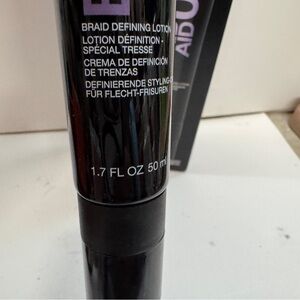 BRAID DEFINING LOTION
LOTION DÉFINITION -
SPÉCIAL TRESSE
CREMA DE DEFINICIÓN
DE TRENZAS
DEFINIERENDE STYLING-
FÜR FLECHT-FRISUREN
1.7 FL OZ 50 ml